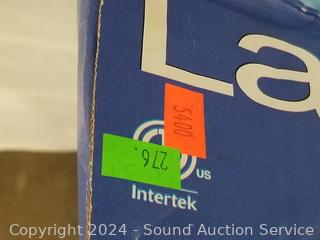 La
5400
276.
US
Intertek
Copyright 2024 - Sound Auction Service